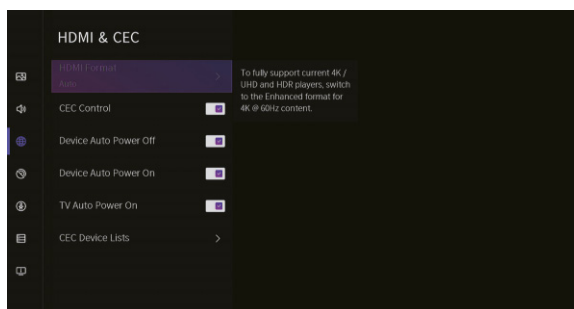 HDMI & CEC
HDMI Format
Auto
To fully support current 4K /
UHD and HDR players, switch
to the Enhanced format for
4K @ 60Hz content.
CEC Control
Device Auto Power Off
Device Auto Power On
TV Auto Power On
CEC Device Lists